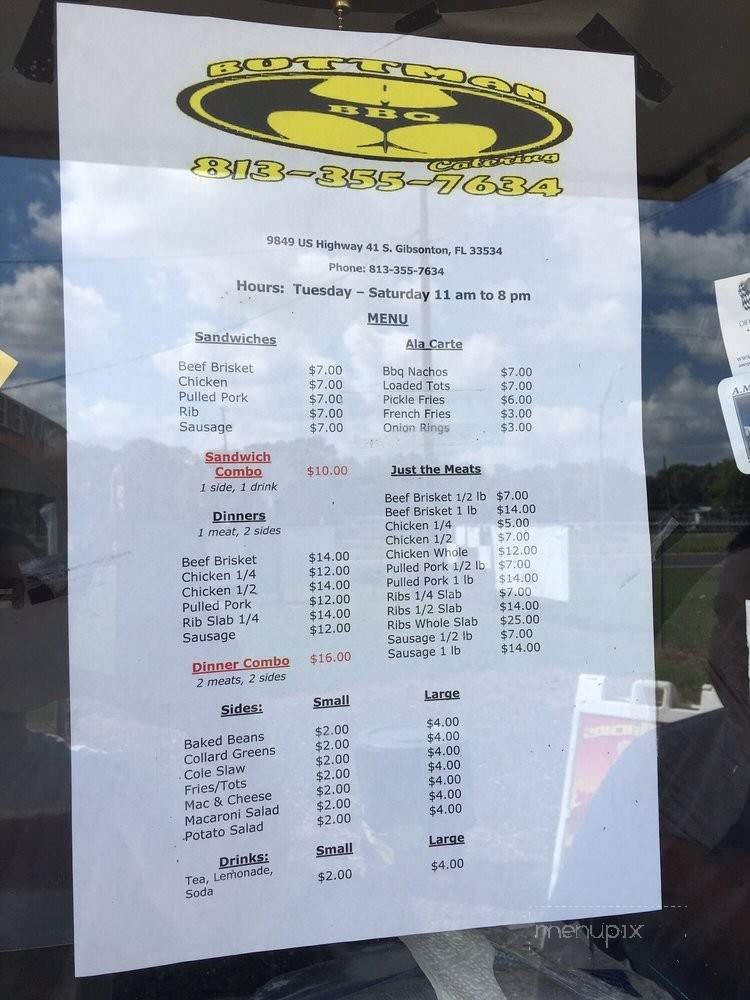 BUTTMAN
BBQ
Catering
813-355-7634
9849 US Highway 41 S. Gibsonton, FL 33534
Phone: 813-355-7634
Hours: Tuesday – Saturday 11 am to 8 pm
MENU
Sandwiches
Beef Brisket $7.00
Chicken $7.00
Pulled Pork $7.00
Rib $7.00
Sausage $7.00
Sandwich
Combo $10.00
1 side, 1 drink
Dinners
1 meat, 2 sides
Beef Brisket $14.00
Chicken 1/4 $12.00
Chicken 1/2 $14.00
Pulled Pork $12.00
Rib Slab 1/4 $14.00
Sausage $12.00
Dinner Combo $16.00
2 meats, 2 sides
Ala Carte
Bbq Nachos $7.00
Loaded Tots $7.00
Pickle Fries $6.00
French Fries $3.00
Onion Rings $3.00
Just the Meats
Beef Brisket 1/2 lb $7.00
Beef Brisket 1 lb $14.00
Chicken 1/4 $5.00
Chicken 1/2 $7.00
Chicken Whole $12.00
Pulled Pork 1/2 lb $7.00
Pulled Pork 1 lb $14.00
Ribs 1/4 Slab $7.00
Ribs 1/2 Slab $14.00
Ribs Whole Slab $25.00
Sausage 1/2 lb $7.00
Sausage 1 lb $14.00
Sides: Small Large
Baked Beans $2.00 $4.00
Collard Greens $2.00 $4.00
Cole Slaw $2.00 $4.00
Fries/Tots $2.00 $4.00
Mac & Cheese $2.00 $4.00
Macaroni Salad $2.00 $4.00
Potato Salad $2.00 $4.00
Drinks: Small Large
Tea, Lemonade,
Soda $2.00 $4.00
A.M
menupix